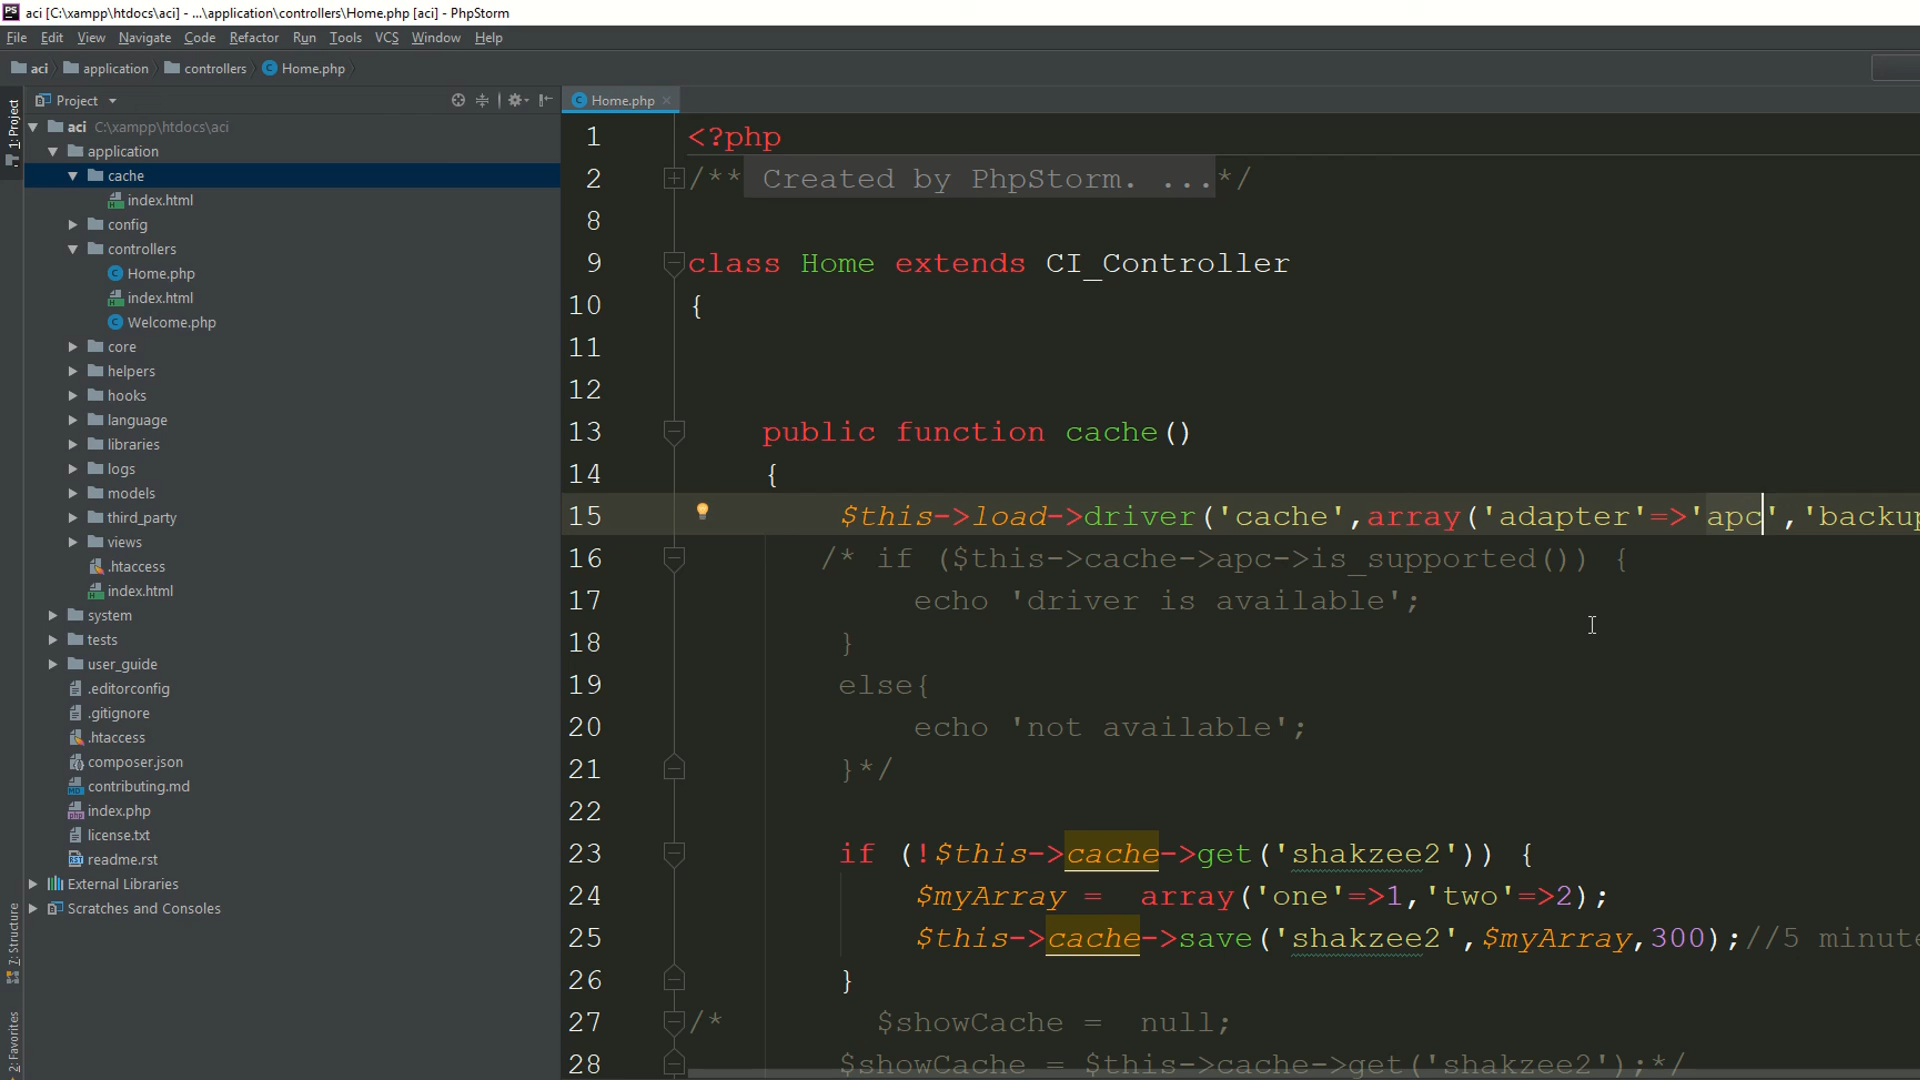 PS aci [C:\xampp\htdocs\aci] - ...\application\controllers\Home.php [aci] - PhpStorm
File Edit View Navigate Code Refactor Run Tools VCS Window Help
aci application controllers Home.php
Project
Home.php
1: Project
7: Structure
2: Favorites
aci C:\xampp\htdocs\aci
application
cache
index.html
config
controllers
Home.php
index.html
Welcome.php
core
helpers
hooks
language
libraries
logs
models
third_party
views
.htaccess
index.html
system
tests
user_guide
.editorconfig
.gitignore
.htaccess
composer.json
contributing.md
index.php
license.txt
readme.rst
External Libraries
Scratches and Consoles
1 <?php
2 /** Created by PhpStorm. ...*/
8
9 class Home extends CI_Controller
10 {
11
12
13 public function cache()
14 {
15 $this->load->driver('cache',array('adapter'=>'apc','backup
16 /* if ($this->cache->apc->is_supported()) {
17 echo 'driver is available';
18 }
19 else{
20 echo 'not available';
21 }*/
22
23 if (!$this->cache->get('shakzee2')) {
24 $myArray = array('one'=>1,'two'=>2);
25 $this->cache->save('shakzee2',$myArray,300);//5 minute
26 }
27 /* $showCache = null;
28 $showCache = $this->cache->get('shakzee2');*/